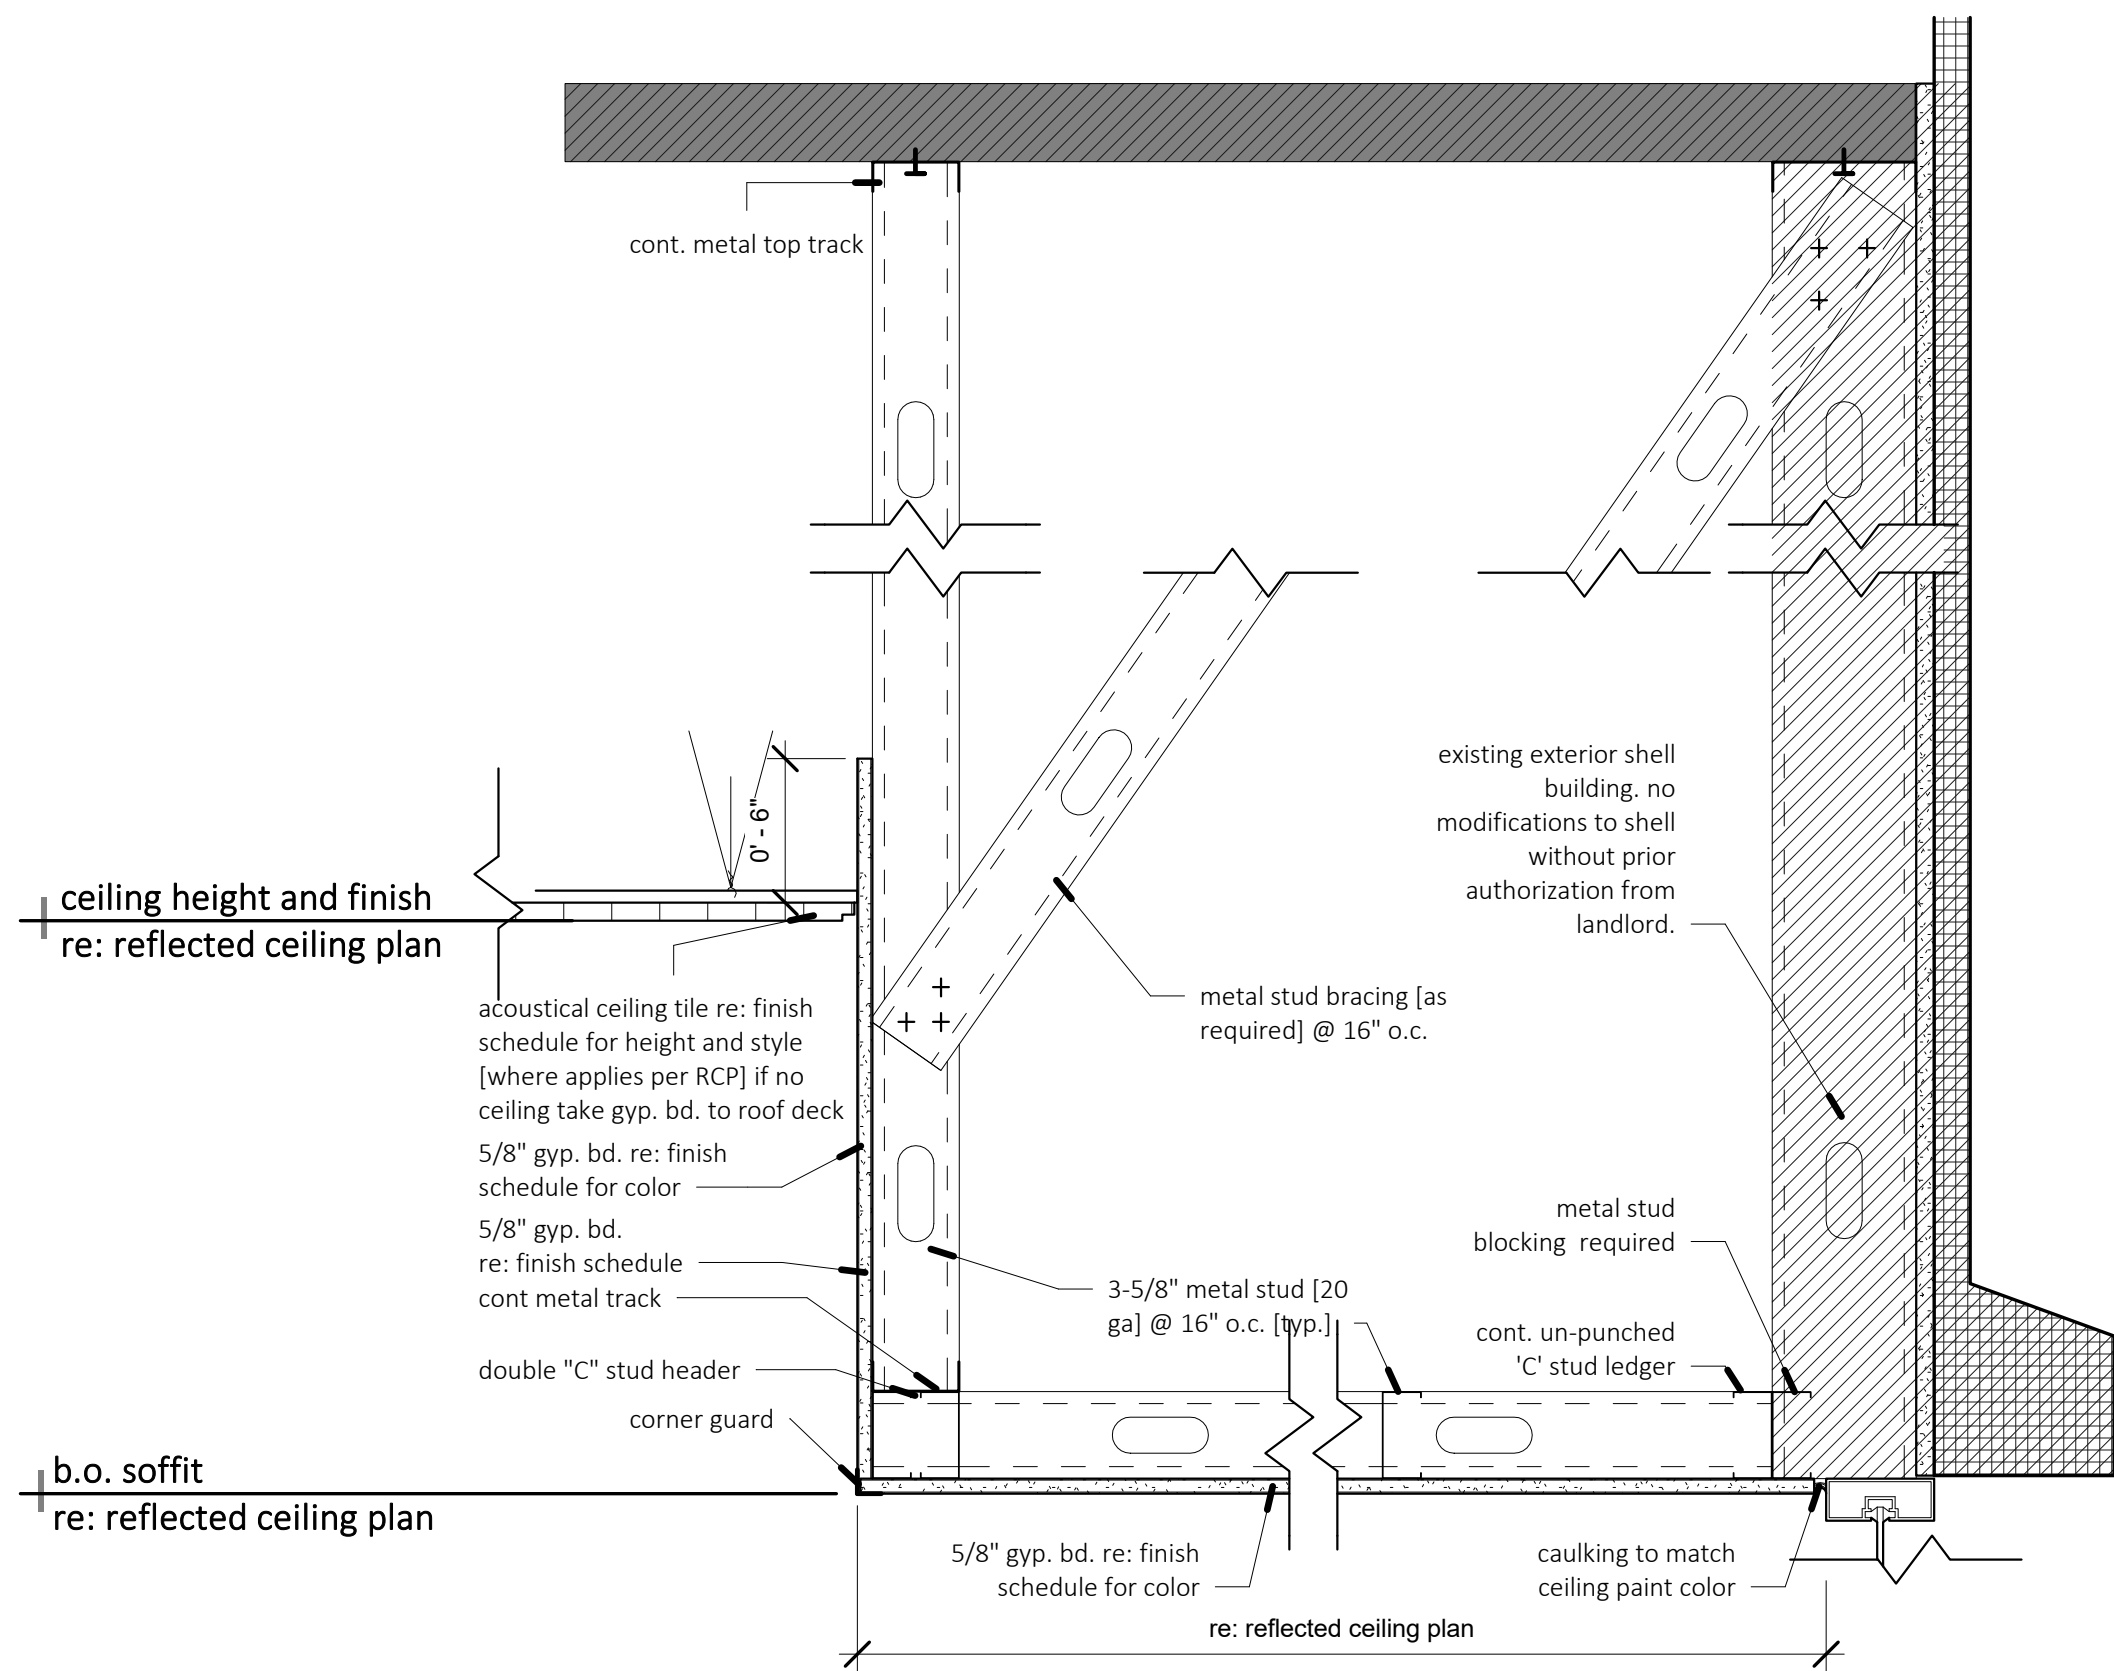 cont. metal top track
0' - 6"
existing exterior shell
building. no
modifications to shell
without prior
authorization from
landlord.
ceiling height and finish
re: reflected ceiling plan
metal stud bracing [as
required] @ 16" o.c.
acoustical ceiling tile re: finish
schedule for height and style
[where applies per RCP] if no
ceiling take gyp. bd. to roof deck
5/8" gyp. bd. re: finish
schedule for color
5/8" gyp. bd.
re: finish schedule
cont metal track
double "C" stud header
corner guard
metal stud
blocking  required
3-5/8" metal stud [20
ga] @ 16" o.c. [typ.]
cont. un-punched
'C' stud ledger
b.o. soffit
re: reflected ceiling plan
5/8" gyp. bd. re: finish
schedule for color
caulking to match
ceiling paint color
re: reflected ceiling plan